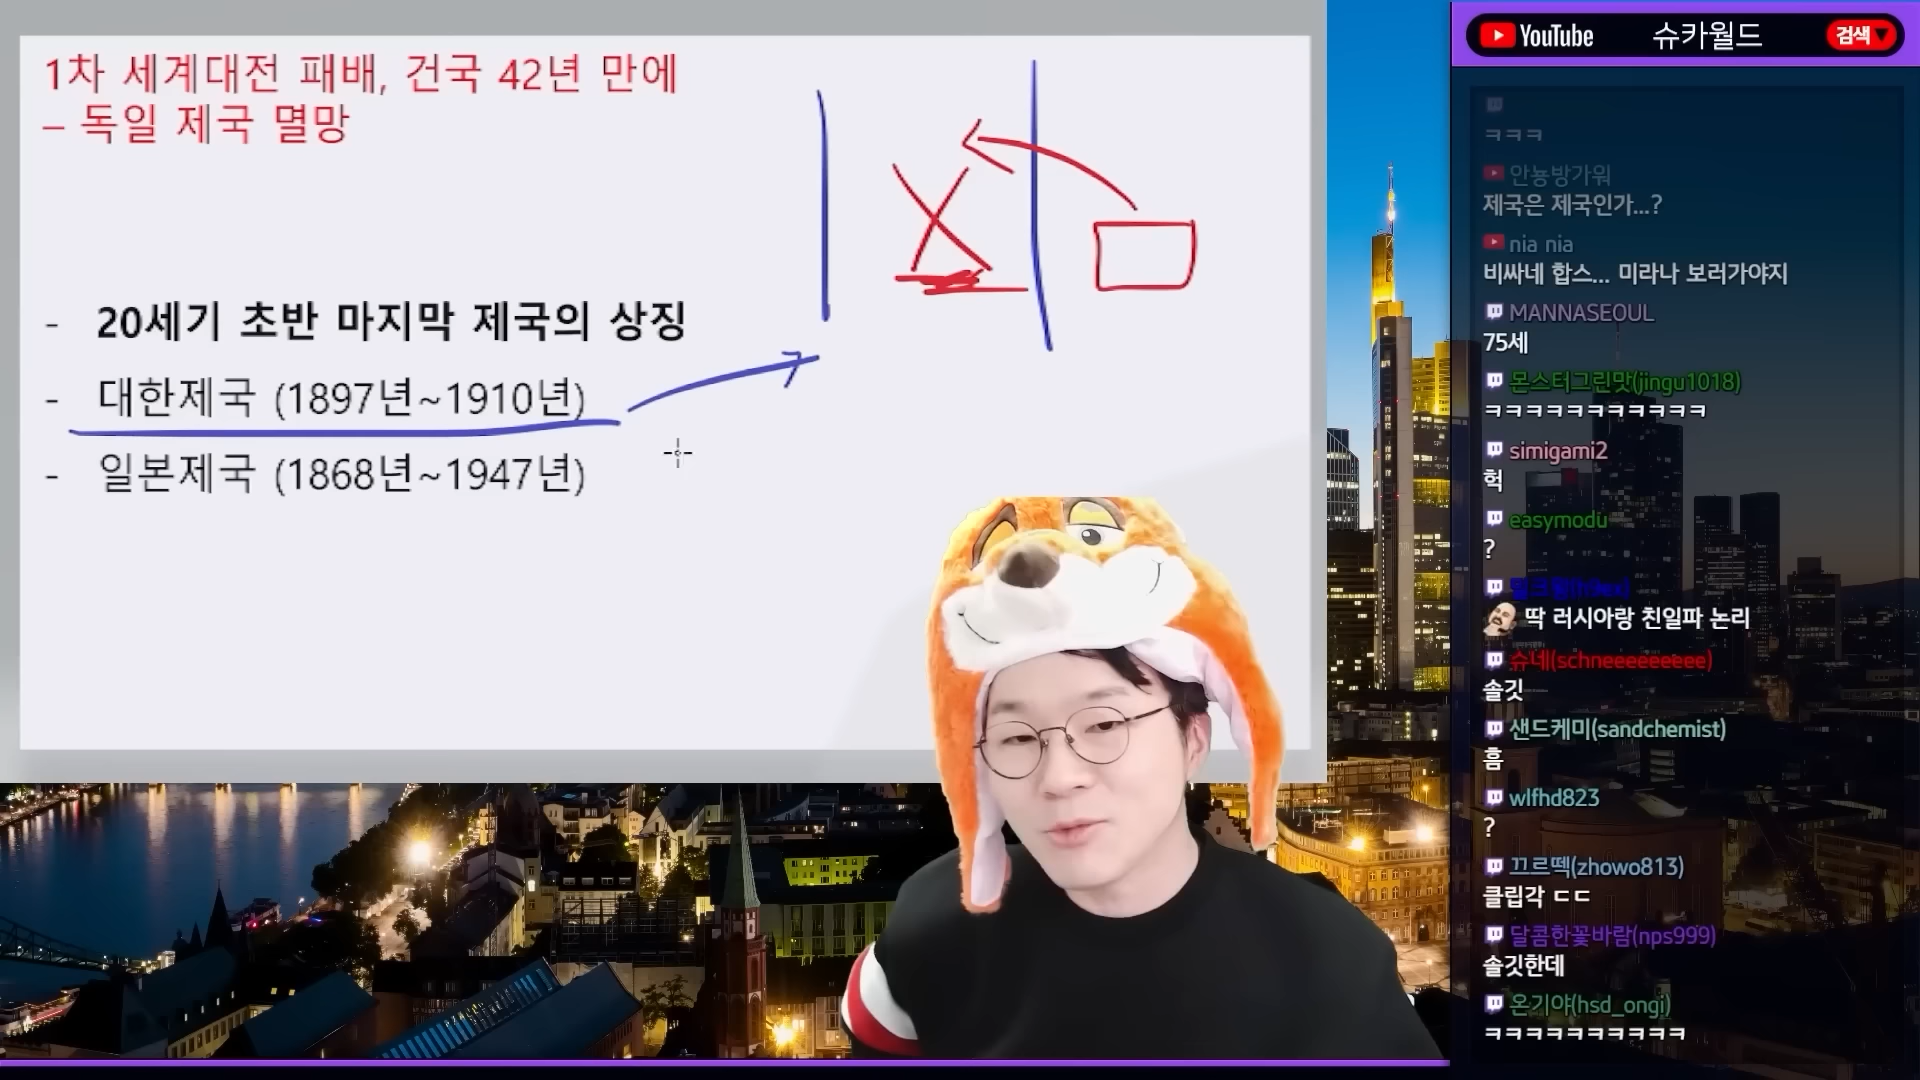 1차 세계대전 패배, 건국 42년 만에
– 독일 제국 멸망
- 20세기 초반 마지막 제국의 상징
- 대한제국 (1897년~1910년)
- 일본제국 (1868년~1947년)
YouTube 슈카월드 검색▼
ㅋㅋㅋ
안뇽방가워
제국은 제국인가...?
nia nia
비싸네 합스... 미라나 보러가야지
MANNASEOUL
75세
몬스터그린맛(jingu1018)
ㅋㅋㅋㅋㅋㅋㅋㅋㅋㅋㅋ
simigami2
헉
easymodu
?
딱 러시아랑 친일파 논리
슈네(schneeeeeeeeee)
솔깃
샌드케미(sandchemist)
흠
wlfhd823
?
끄르떽(zhowo813)
클립각 ㄷㄷ
달콤한꽃바람(nps999)
솔깃한데
온기야(hsd_ongi)
ㅋㅋㅋㅋㅋㅋㅋㅋㅋㅋ